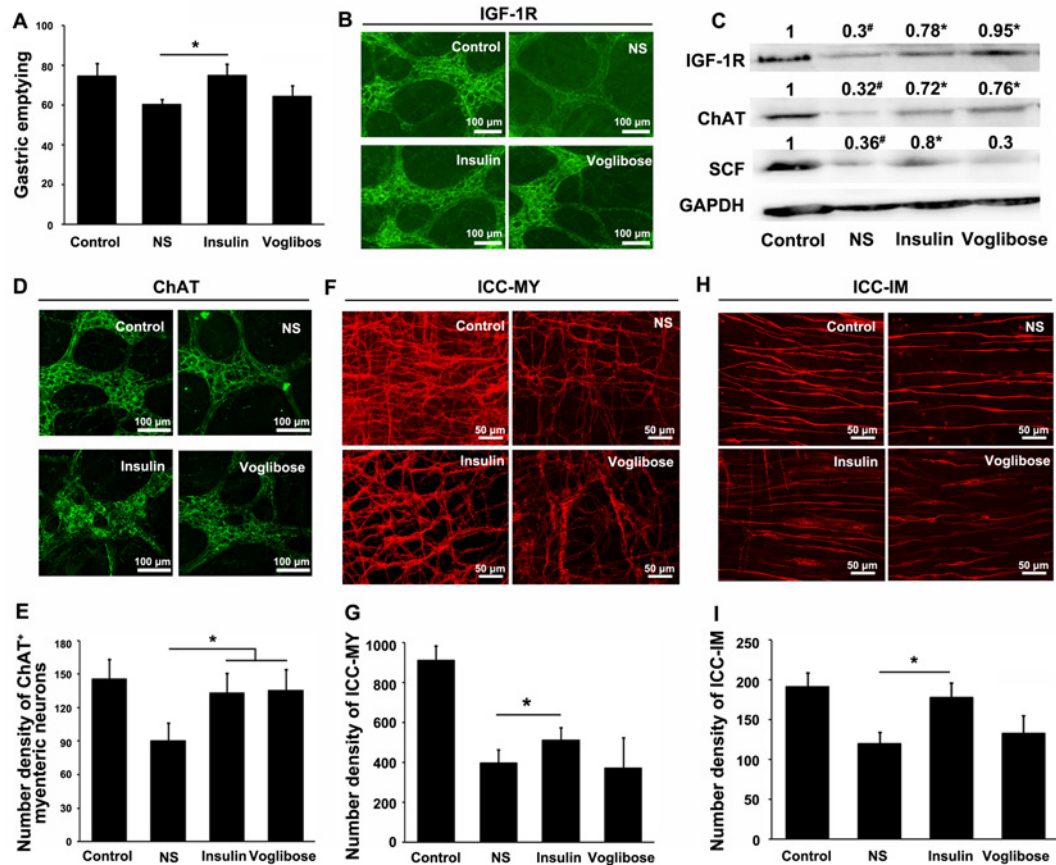 A
Gastric emptying
100
80
60
40
20
0
Control NS Insulin Voglibos
B
IGF-1R
Control
100 µm
NS
100 µm
Insulin
100 µm
Voglibose
100 µm
C
1 0.3# 0.78* 0.95*
IGF-1R
1 0.32# 0.72* 0.76*
ChAT
1 0.36# 0.8* 0.3
SCF
GAPDH
Control NS Insulin Voglibose
*
D
ChAT
Control
100 µm
NS
100 µm
Insulin
100 µm
Voglibose
100 µm
F
ICC-MY
Control
50 µm
NS
50 µm
Insulin
50 µm
Voglibose
50 µm
H
ICC-IM
Control
50 µm
NS
50 µm
Insulin
50 µm
Voglibose
50 µm
E
Number density of ChAT+
myenteric neurons
180
150
120
90
60
30
0
*
Control NS Insulin Voglibose
G
Number density of ICC-MY
1000
800
600
400
200
0
*
Control NS Insulin Voglibose
I
Number density of ICC-IM
250
200
150
100
50
0
*
Control NS Insulin Voglibose